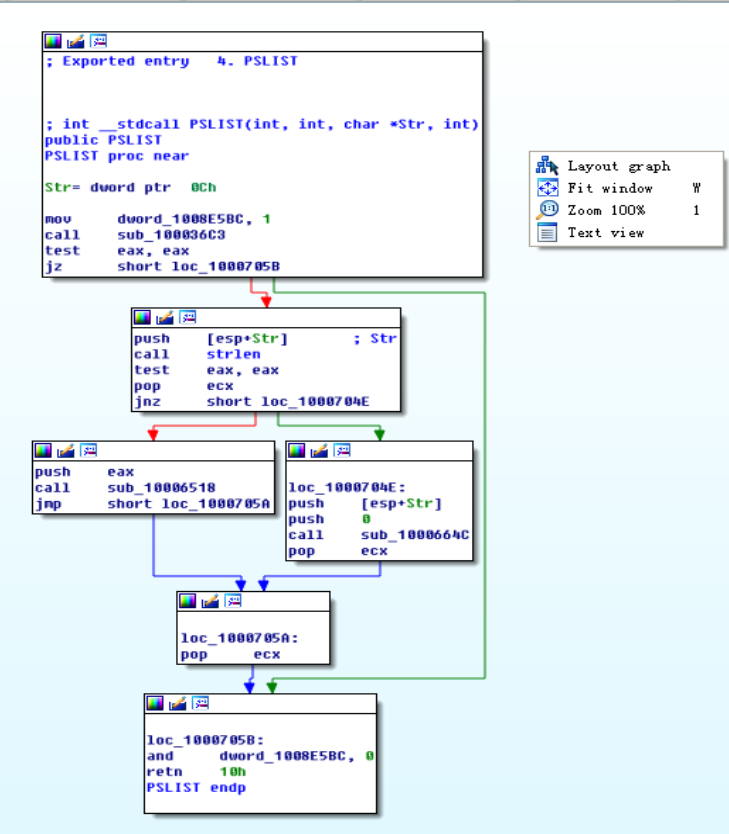 ; Exported entry   4. PSLIST
; int __stdcall PSLIST(int, int, char *Str, int)
public PSLIST
PSLIST proc near
Str= dword ptr  0Ch
mov     dword_1008E5BC, 1
call    sub_100036C3
test    eax, eax
jz      short loc_1000705B
Layout graph
Fit window    W
Zoom 100%     1
Text view
push    [esp+Str]       ; Str
call    strlen
test    eax, eax
pop     ecx
jnz     short loc_1000704E
push    eax
call    sub_10006518
jmp     short loc_1000705A
loc_1000704E:
push    [esp+Str]
push    0
call    sub_1000664C
pop     ecx
loc_1000705A:
pop     ecx
loc_1000705B:
and     dword_1008E5BC, 0
retn    10h
PSLIST endp